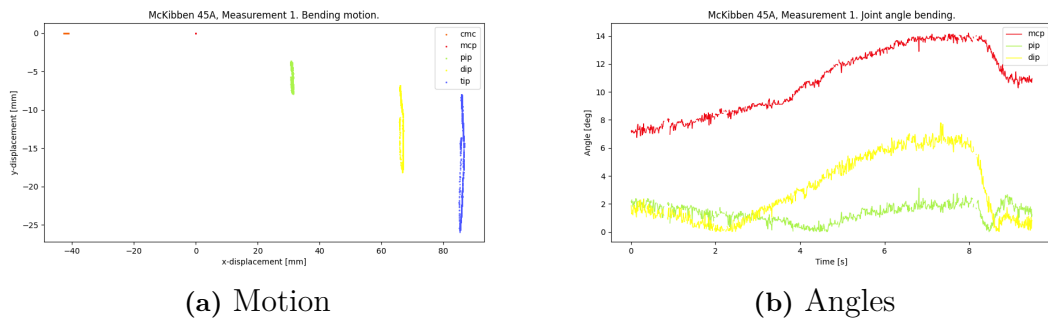 McKibben 45A, Measurement 1. Bending motion.
0
−5
−10
−15
−20
−25
y-displacement [mm]
−40
−20
0
20
40
60
80
x-displacement [mm]
cmc
mcp
pip
dip
tip
(a) Motion
McKibben 45A, Measurement 1. Joint angle bending.
14
12
10
8
6
4
2
0
Angle [deg]
0
2
4
6
8
Time [s]
mcp
pip
dip
(b) Angles